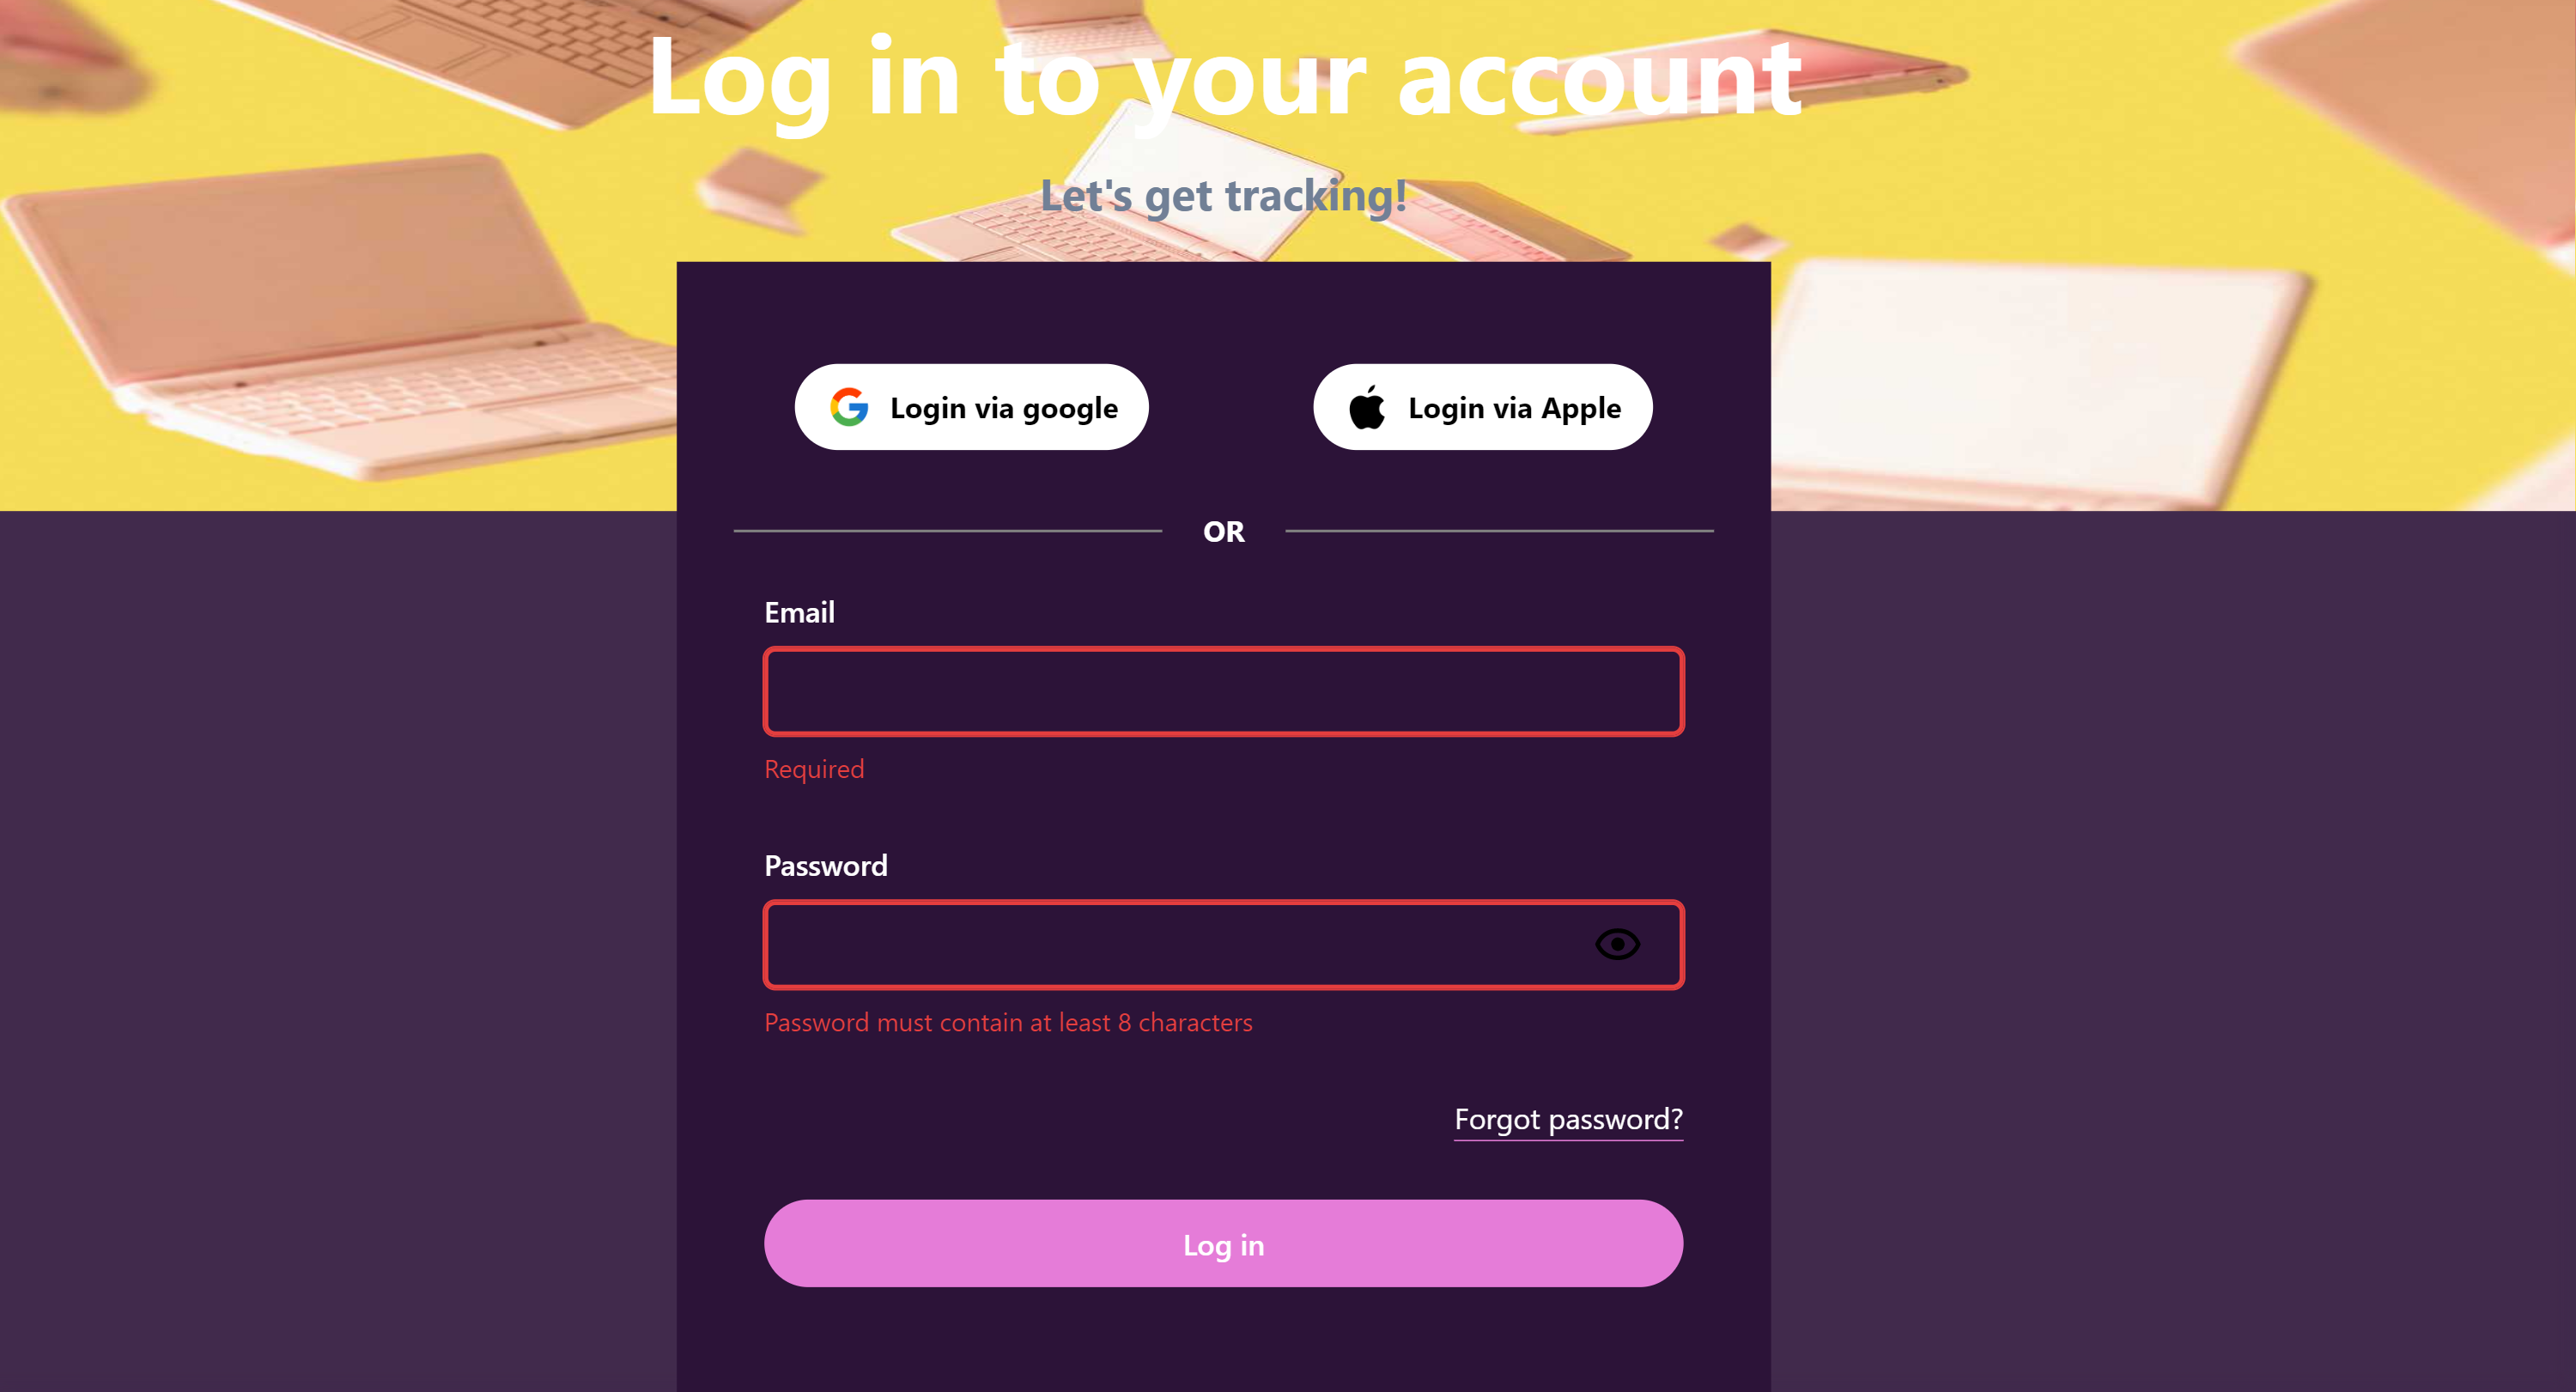 Log in to your account
Let's get tracking!
Login via google
Login via Apple
OR
Email
Required
Password
Password must contain at least 8 characters
Forgot password?
Log in